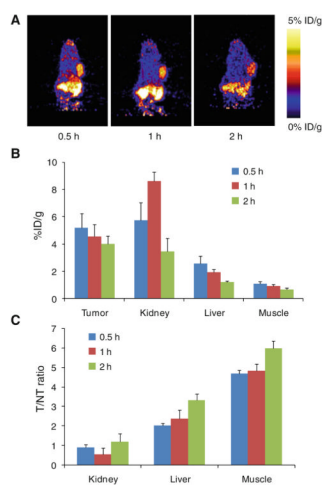 A
5% ID/g
0% ID/g
0.5 h 1 h 2 h
B
%ID/g
10
8
6
4
2
0
0.5 h
1 h
2 h
Tumor Kidney Liver Muscle
C
T/NT ratio
7
6
5
4
3
2
1
0
0.5 h
1 h
2 h
Kidney Liver Muscle